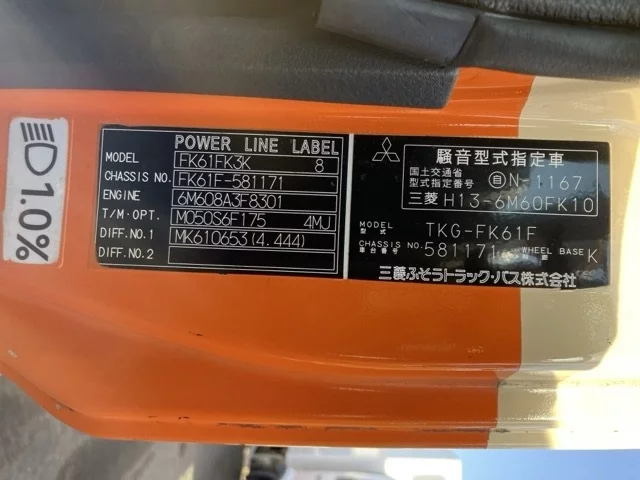 1.0%
POWER LINE LABEL
MODEL FK61FK3K 8
CHASSIS NO. FK61F-581171
ENGINE 6M608A3F8301
T/M.OPT. M050S6F175 4MJ
DIFF.NO.1 MK610653(4.444)
DIFF.NO.2
騒音型式指定車
国土交通省
型式指定番号 自N-1167
三菱 H13-6M60FK10
MODEL
型式 TKG-FK61F
CHASSIS NO.
車台番号 581171 WHEEL BASE K
三菱ふそうトラック・バス株式会社